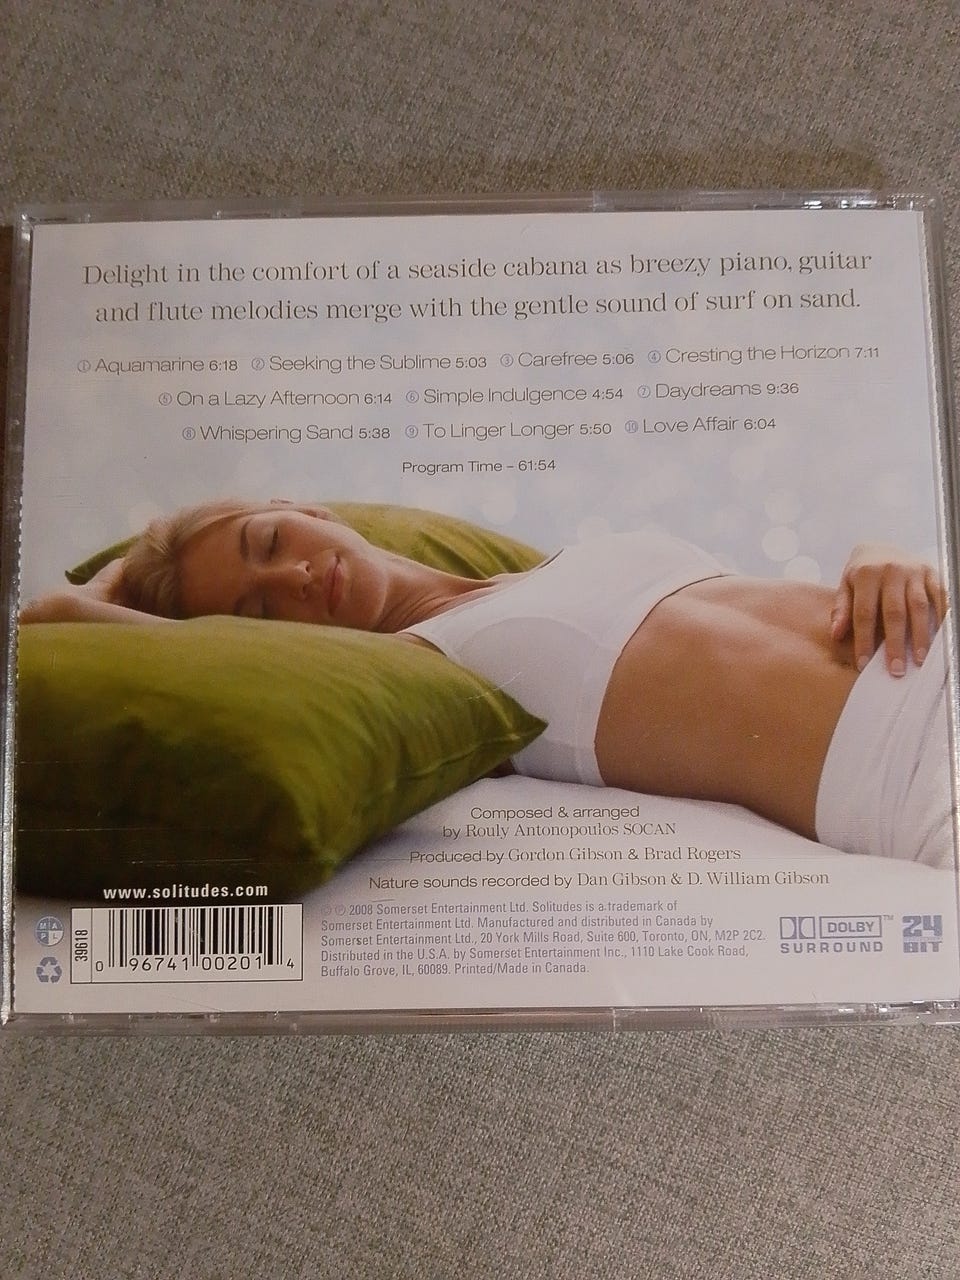 Delight in the comfort of a seaside cabana as breezy piano, guitar
and flute melodies merge with the gentle sound of surf on sand.
① Aquamarine 6:18 ② Seeking the Sublime 5:03 ③ Carefree 5:06 ④ Cresting the Horizon 7:11
⑤ On a Lazy Afternoon 6:14 ⑥ Simple Indulgence 4:54 ⑦ Daydreams 9:36
⑧ Whispering Sand 5:38 ⑨ To Linger Longer 5:50 ⑩ Love Affair 6:04
Program Time – 61:54
Composed & arranged
by Rouly Antonopoulos SOCAN
Produced by Gordon Gibson & Brad Rogers
Nature sounds recorded by Dan Gibson & D. William Gibson
www.solitudes.com
MAPL
39618
0 96741 00201 4
© ℗ 2008 Somerset Entertainment Ltd. Solitudes is a trademark of
Somerset Entertainment Ltd. Manufactured and distributed in Canada by
Somerset Entertainment Ltd., 20 York Mills Road, Suite 600, Toronto, ON, M2P 2C2.
Distributed in the U.S.A. by Somerset Entertainment Inc., 1110 Lake Cook Road,
Buffalo Grove, IL, 60089. Printed/Made in Canada.
DOLBY™
SURROUND
24
BIT